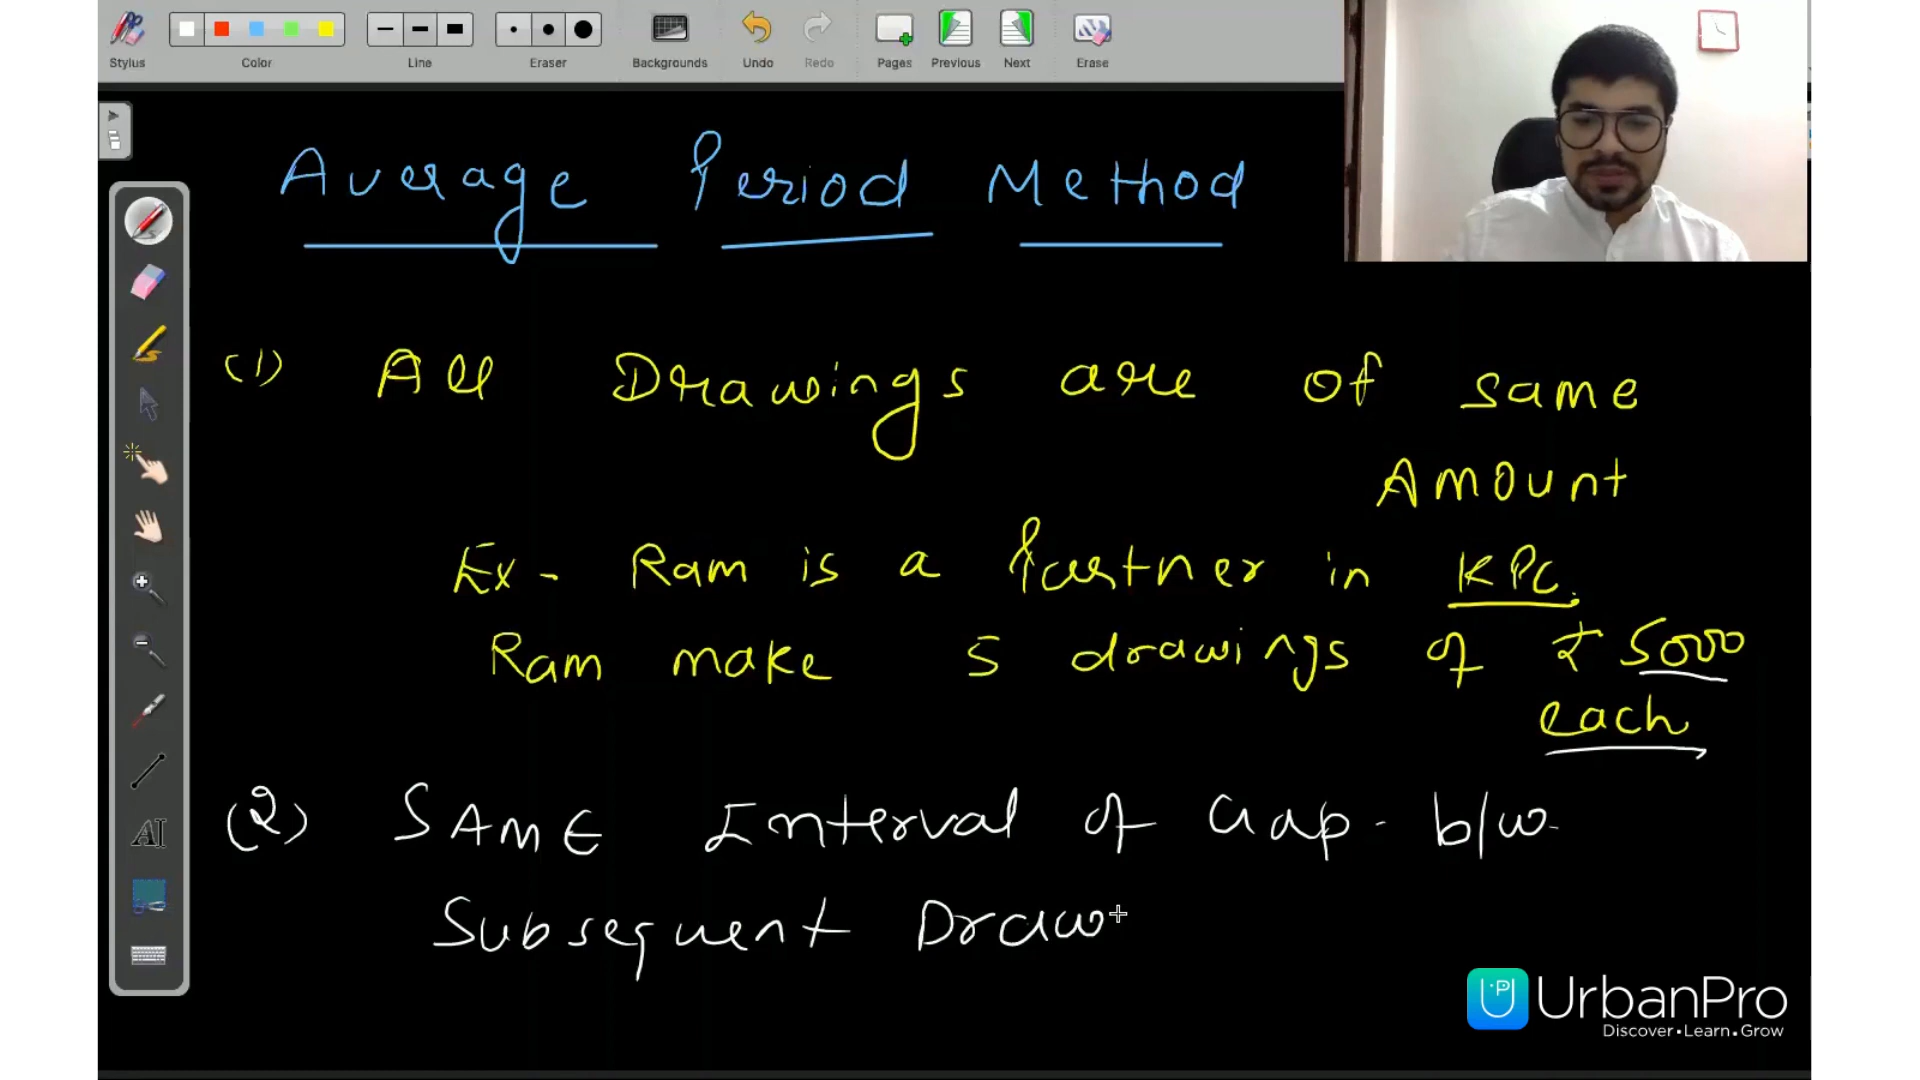 Stylus Color Line Eraser Backgrounds Undo Redo Pages Previous Next Erase
Average Period Method
(1) All Drawings are of same
Amount
Ex - Ram is a Partner in KPC.
Ram make 5 drawings of ₹ 5000
each
(2) SAME Interval of Gap - b/w
Subsequent Draw
UrbanPro
Discover • Learn • Grow